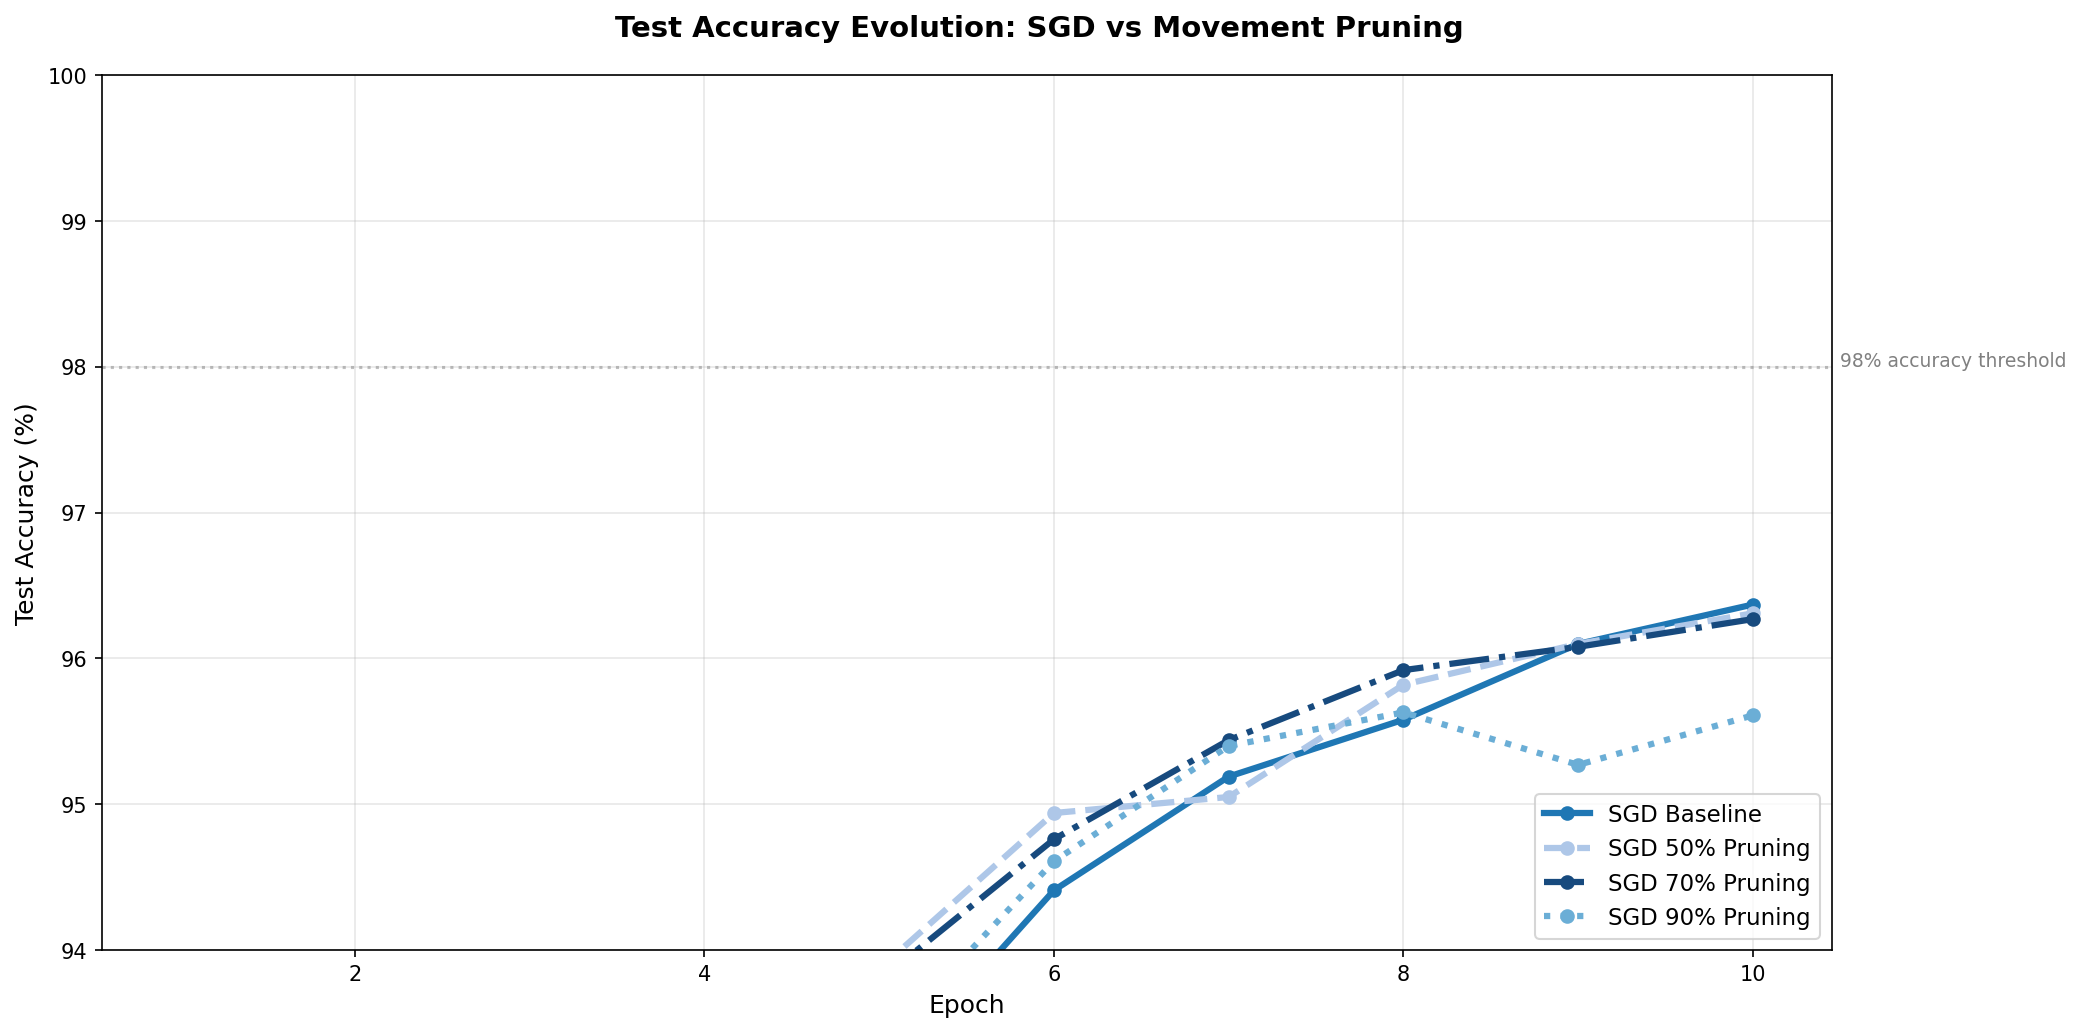 Test Accuracy Evolution: SGD vs Movement Pruning
Test Accuracy (%)
100
99
98
97
96
95
94
98% accuracy threshold
SGD Baseline
SGD 50% Pruning
SGD 70% Pruning
SGD 90% Pruning
2 4 6 8 10
Epoch